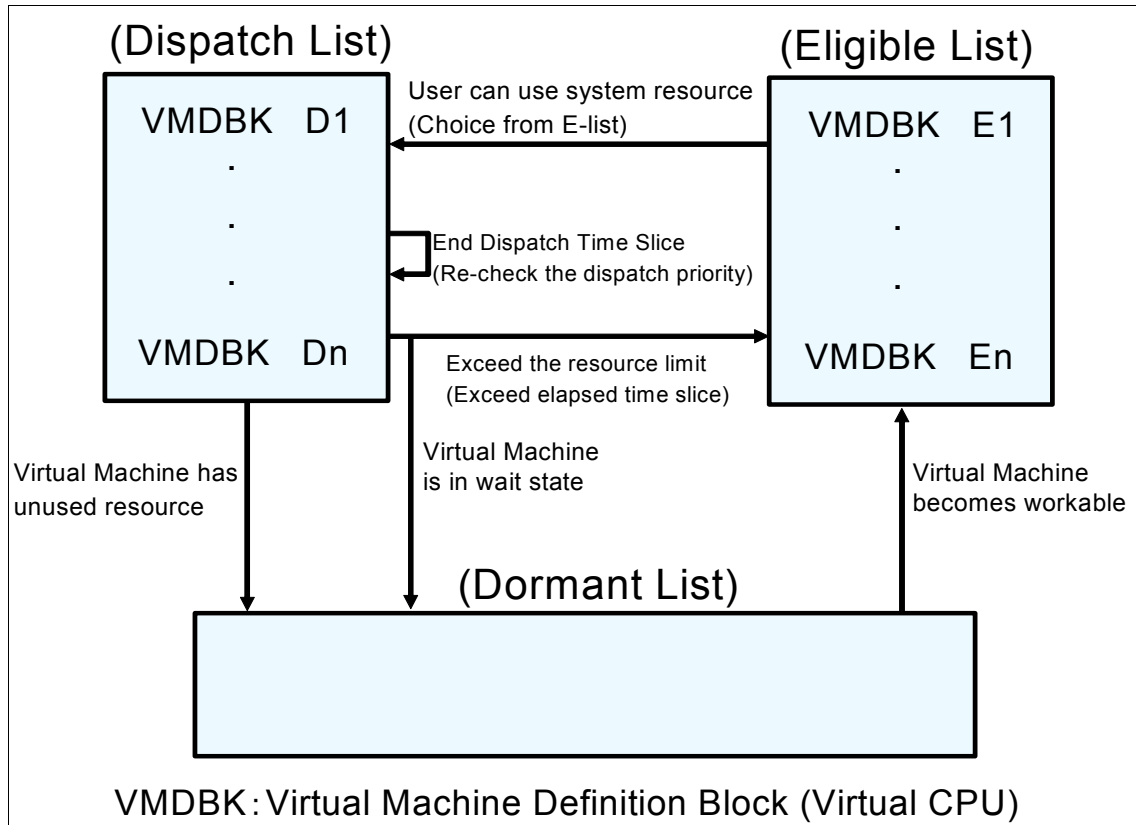 (Dispatch List)
(Eligible List)
VMDBK D1
.
.
.
VMDBK Dn
User can use system resource
(Choice from E-list)
End Dispatch Time Slice
(Re-check the dispatch priority)
Exceed the resource limit
(Exceed elapsed time slice)
VMDBK E1
.
.
.
VMDBK En
Virtual Machine has
unused resource
Virtual Machine
is in wait state
Virtual Machine
becomes workable
(Dormant List)
VMDBK : Virtual Machine Definition Block (Virtual CPU)